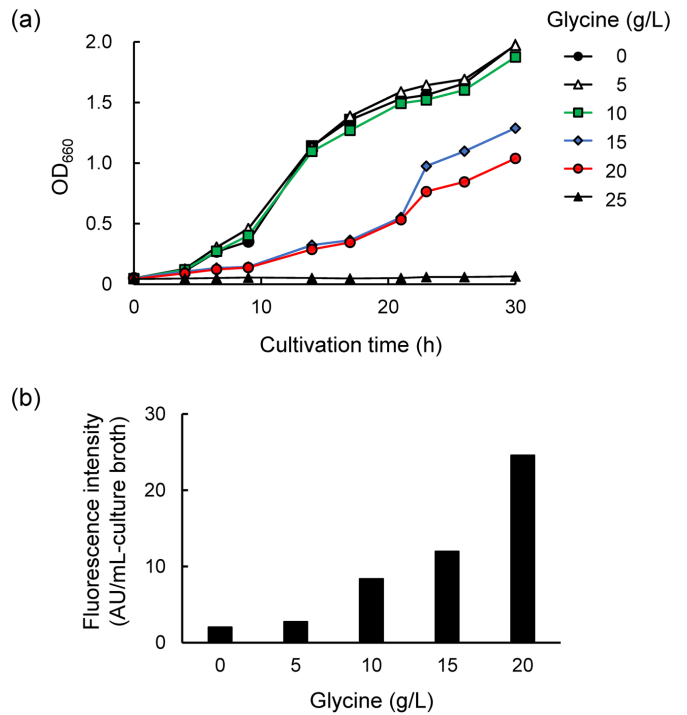 (a)
Glycine (g/L)
0
5
10
15
20
25
2.0
1.5
1.0
0.5
0
OD660
0 10 20 30
Cultivation time (h)
(b)
30
20
10
0
Fluorescence intensity
(AU/mL-culture broth)
0 5 10 15 20
Glycine (g/L)